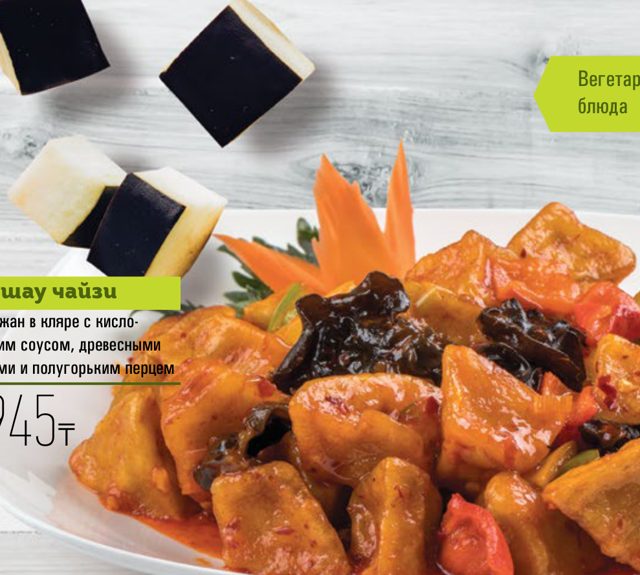 шау чайзи
жан в кляре с кисло-
им соусом, древесными
ми и полугорьким перцем
945₸
Вегетар
блюда